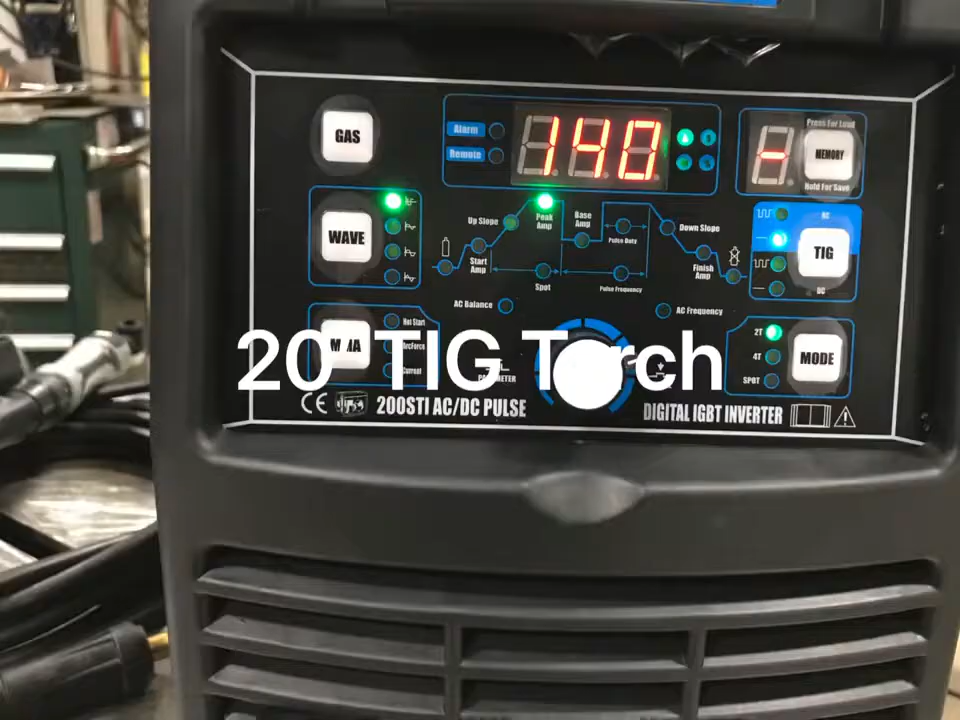 GAS
Alarm
Remote
140
-
Press For Load
MEMORY
Hold For Save
WAVE
Up Slope
Start
Amp
Peak
Amp
Base
Amp
Pulse Duty
Down Slope
Finish
Amp
Spot
Pulse Frequency
AC
TIG
DC
AC Balance
AC Frequency
Hot Start
ArcForce
Current
2T
4T
SPOT
MODE
20' TIG Torch
CE
200STI AC/DC PULSE
DIGITAL IGBT INVERTER